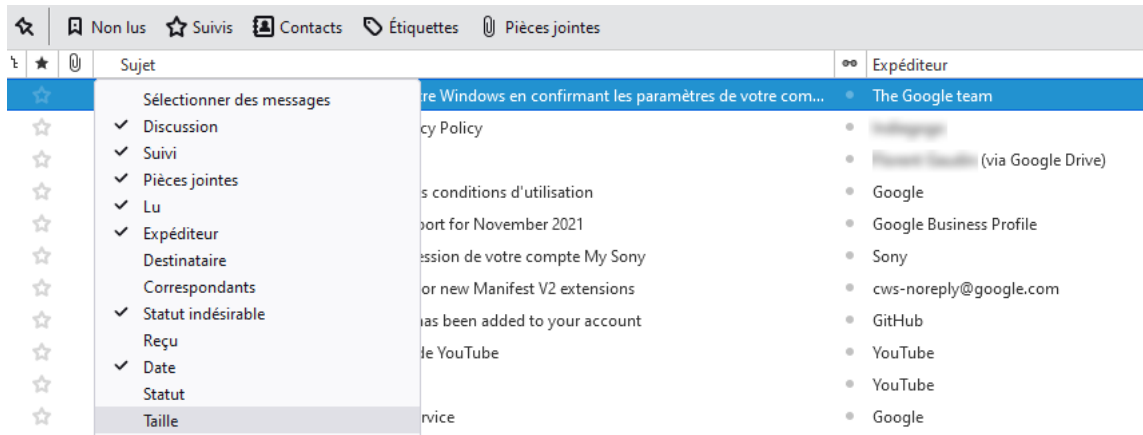 Non lus Suivis Contacts Étiquettes Pièces jointes
Sujet Expéditeur
Sélectionner des messages
Discussion
Suivi
Pièces jointes
Lu
Expéditeur
Destinataire
Correspondants
Statut indésirable
Reçu
Date
Statut
Taille
tre Windows en confirmant les paramètres de votre com... The Google team
cy Policy
(via Google Drive)
s conditions d'utilisation Google
port for November 2021 Google Business Profile
ession de votre compte My Sony Sony
or new Manifest V2 extensions cws-noreply@google.com
has been added to your account GitHub
de YouTube YouTube
YouTube
rvice Google